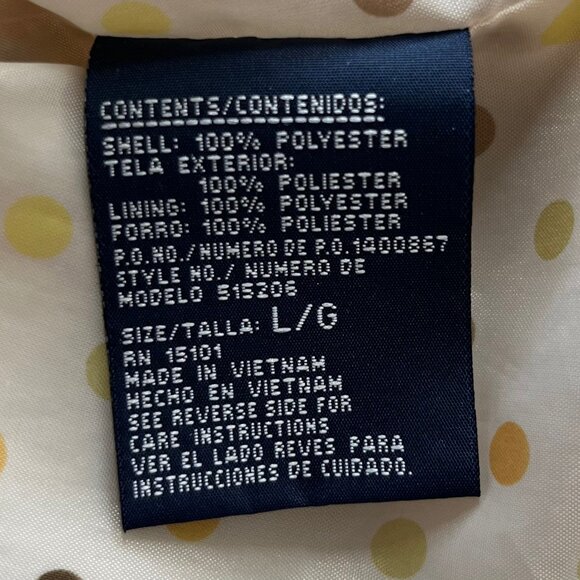 CONTENTS/CONTENIDOS:
SHELL: 100% POLYESTER
TELA EXTERIOR:
100% POLIESTER
LINING: 100% POLYESTER
FORRO: 100% POLIESTER
P.O.NO./NUMERO DE P.O.1400867
STYLE NO./ NUMERO DE
MODELO 515206
SIZE/TALLA: L/G
RN 15101
MADE IN VIETNAM
HECHO EN VIETNAM
SEE REVERSE SIDE FOR
CARE INSTRUCTIONS
VER EL LADO REVES PARA
INSTRUCCIONES DE CUIDADO.